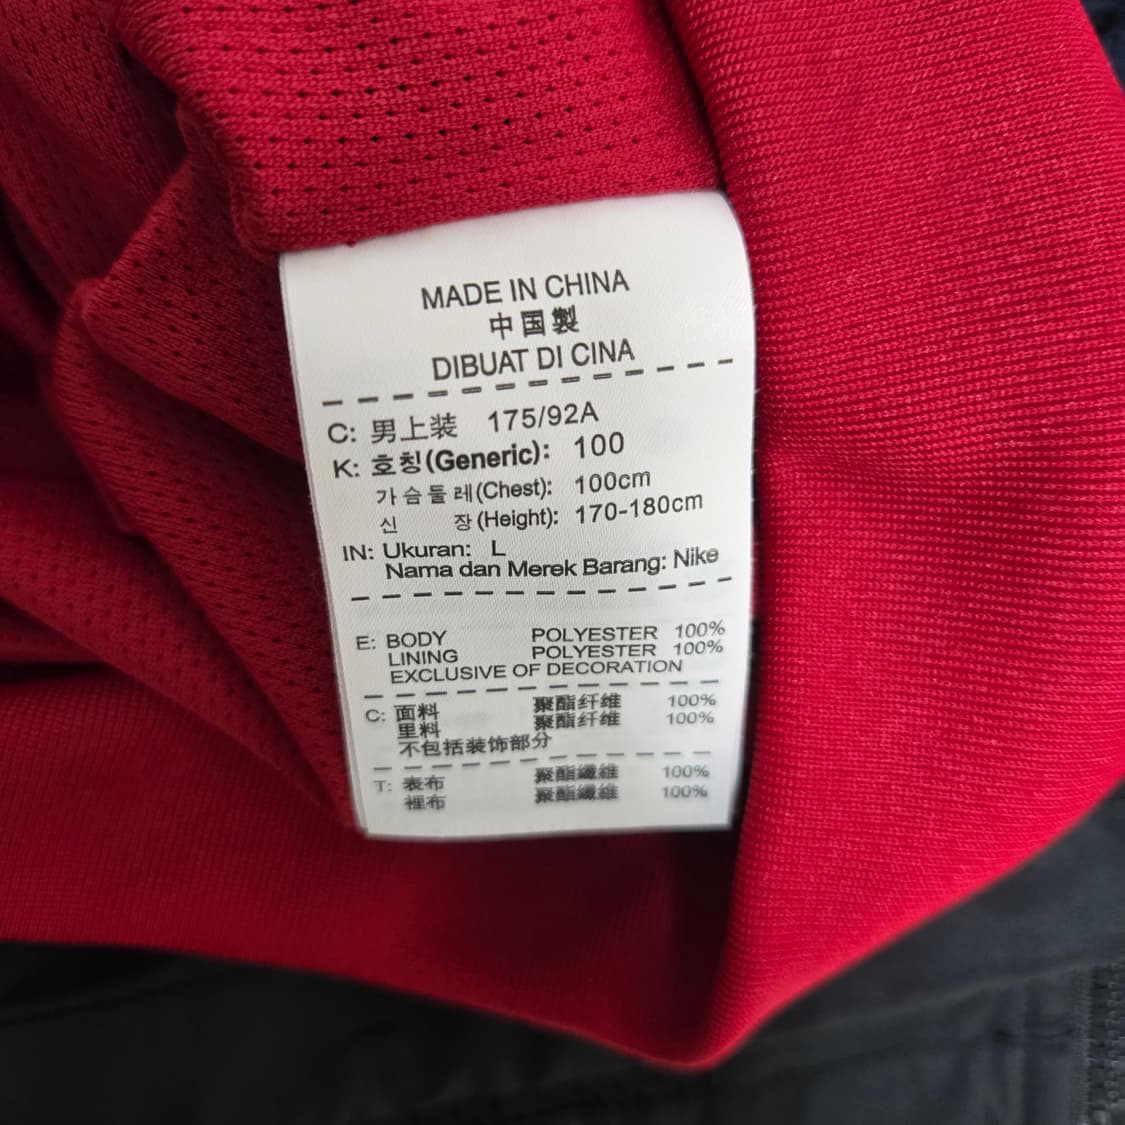 MADE IN CHINA
中国製
DIBUAT DI CINA
C: 男上装 175/92A
K: 호칭(Generic): 100
가슴둘레(Chest): 100cm
신 장(Height): 170-180cm
IN: Ukuran: L
Nama dan Merek Barang: Nike
E: BODY POLYESTER 100%
LINING POLYESTER 100%
EXCLUSIVE OF DECORATION
C: 面料 聚酯纤维 100%
里料 聚酯纤维 100%
不包括装饰部分
T: 表布 聚酯纖維 100%
裡布 聚酯纖維 100%